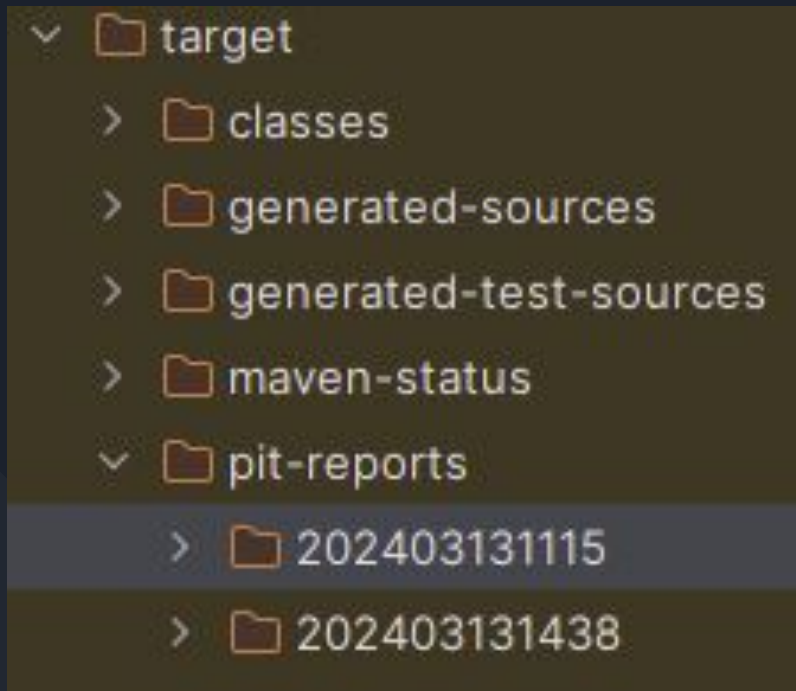 target
classes
generated-sources
generated-test-sources
maven-status
pit-reports
202403131115
202403131438